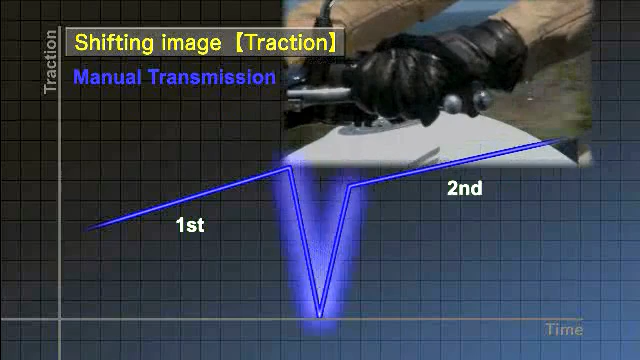 Shifting image【Traction】
Manual Transmission
Traction
1st
2nd
Time